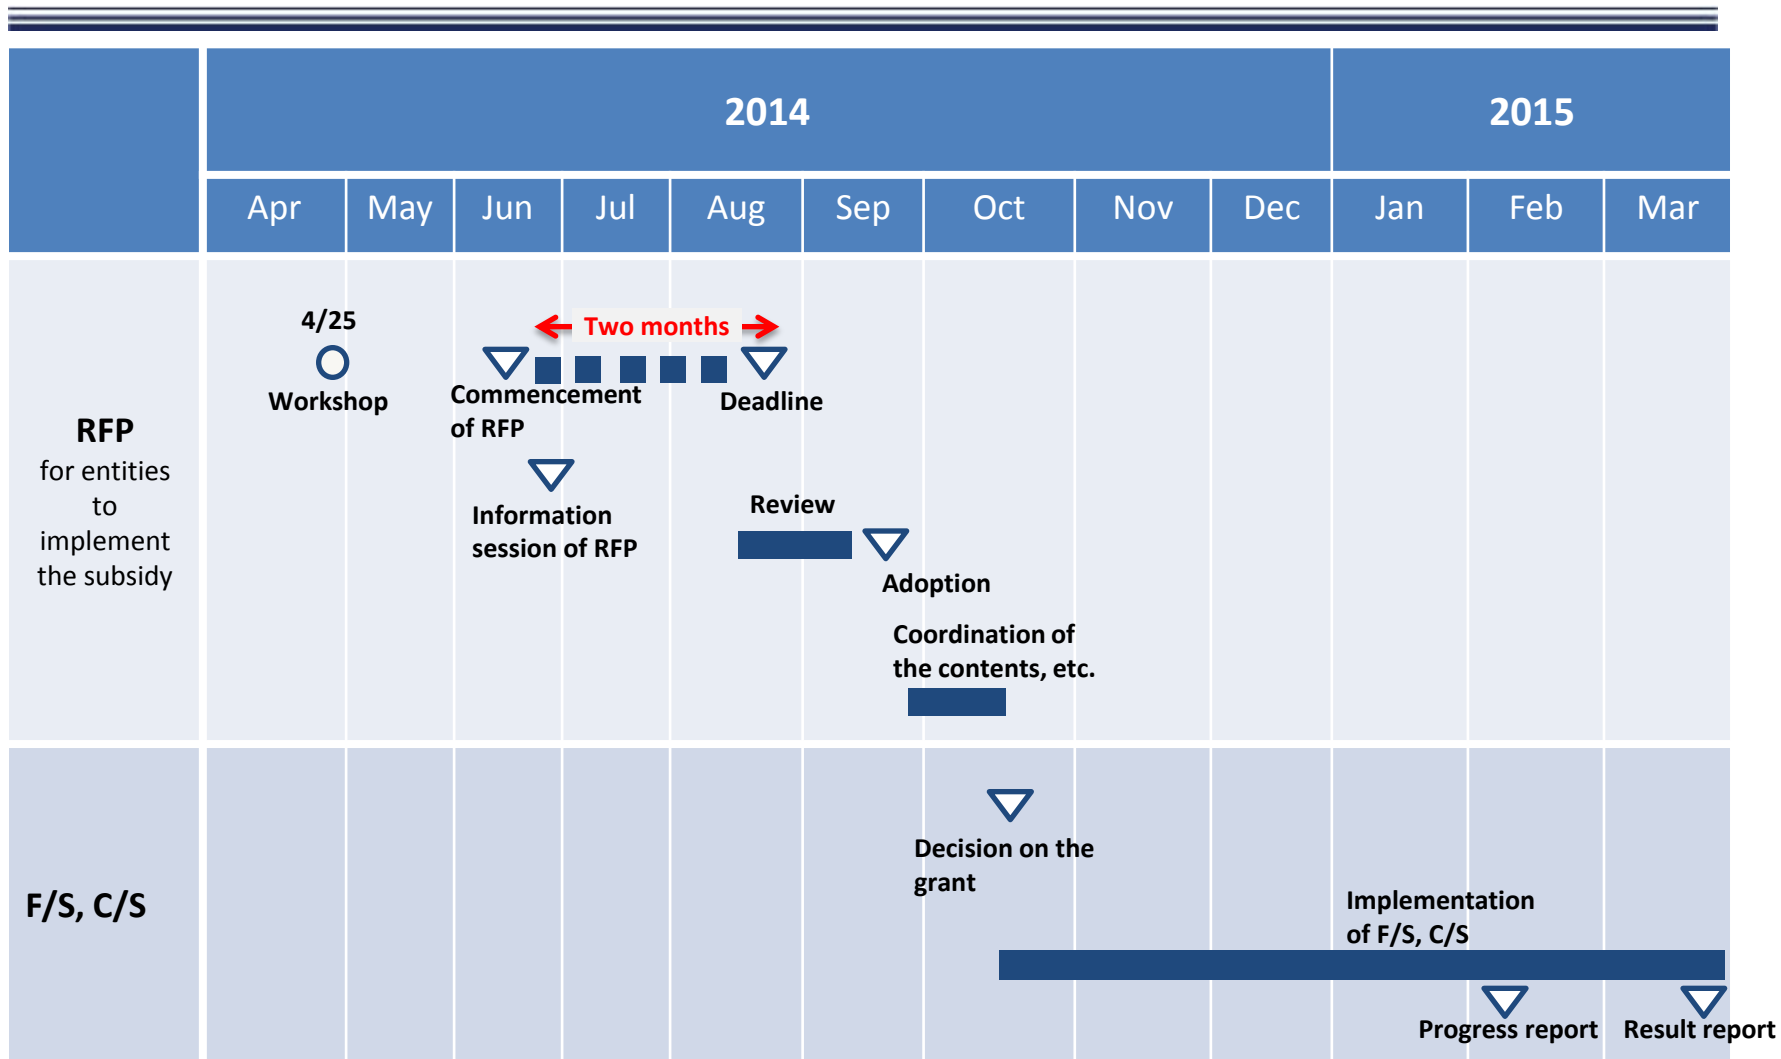 2014
2015
Apr
May
Jun
Jul
Aug
Sep
Oct
Nov
Dec
Jan
Feb
Mar
RFP
for entities
to
implement
the subsidy
4/25
Workshop
Two months
Commencement
of RFP
Deadline
Information
session of RFP
Review
Adoption
Coordination of
the contents, etc.
F/S, C/S
Decision on the
grant
Implementation
of F/S, C/S
Progress report
Result report